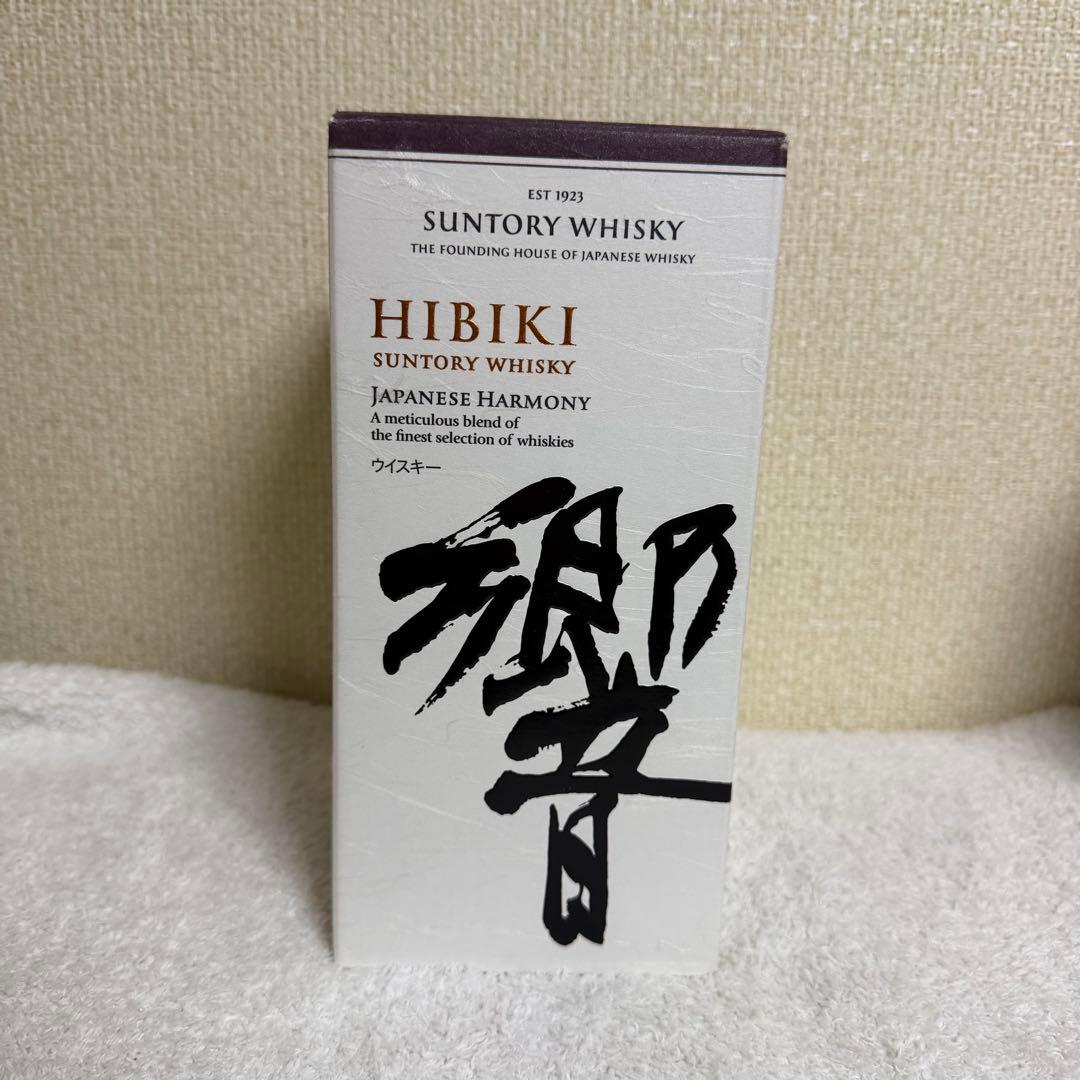 EST 1923
SUNTORY WHISKY
THE FOUNDING HOUSE OF JAPANESE WHISKY
HIBIKI
SUNTORY WHISKY
JAPANESE HARMONY
A meticulous blend of
the finest selection of whiskies
ウイスキー
響